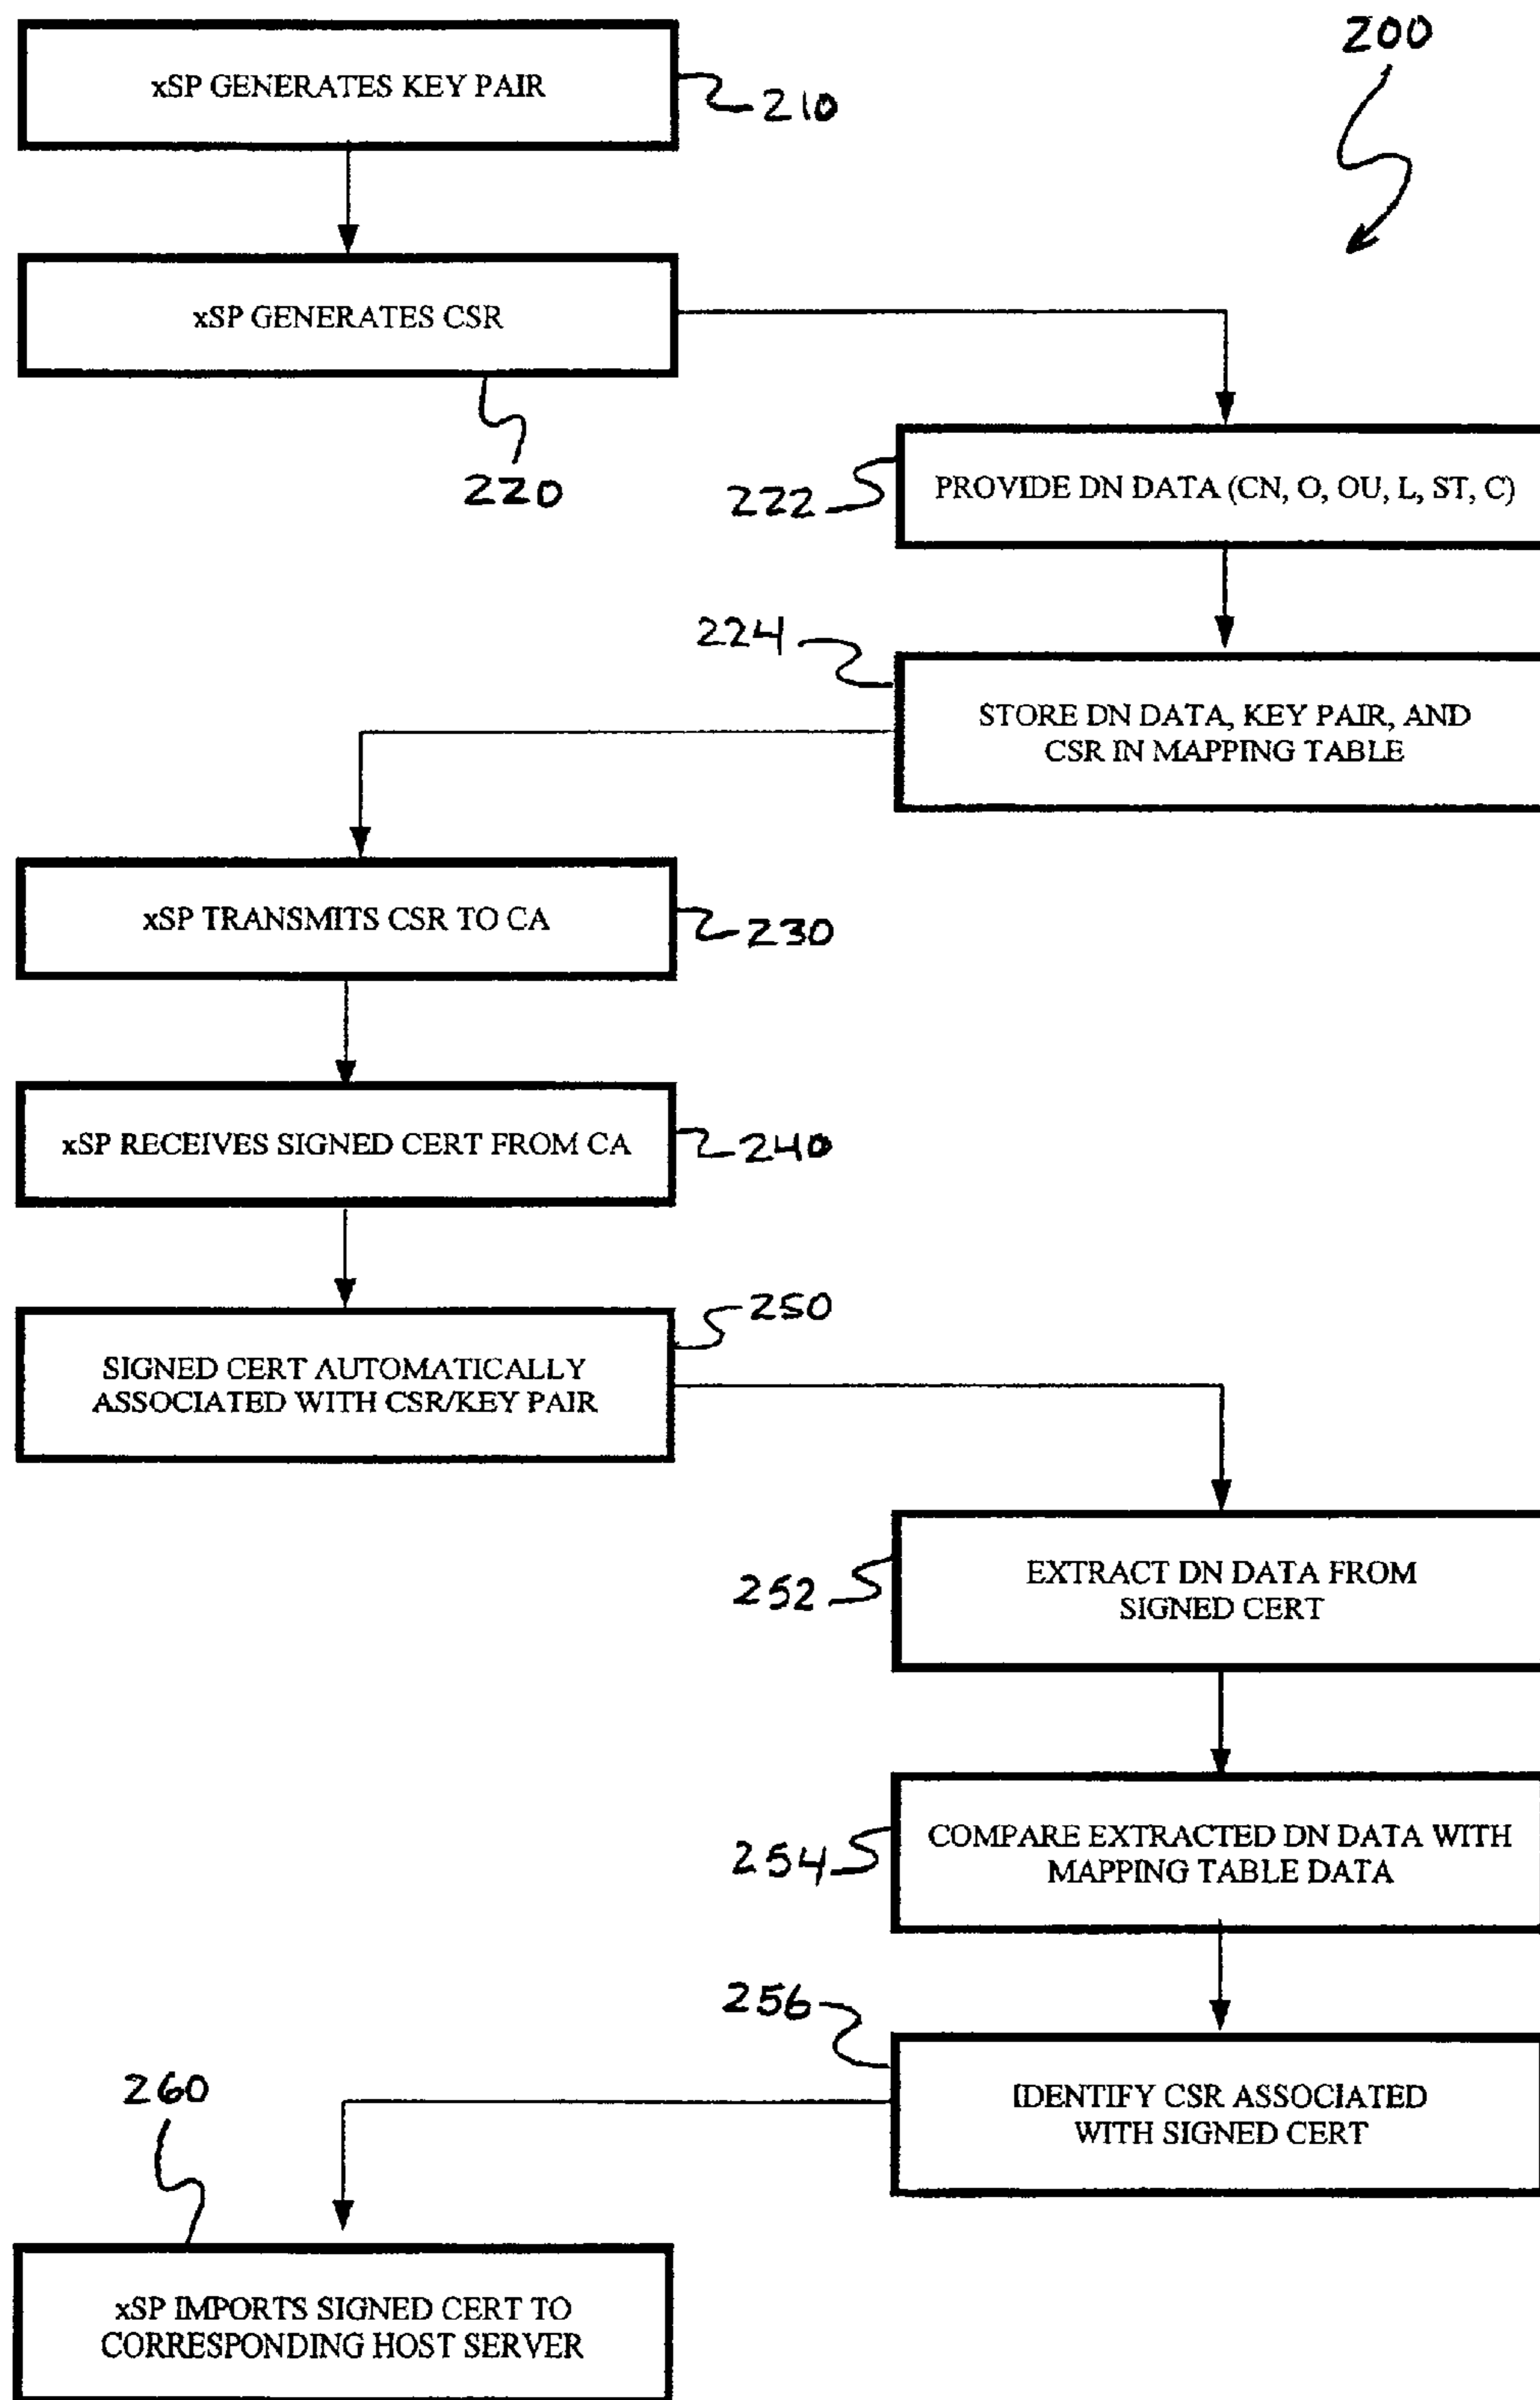 200
xSP GENERATES KEY PAIR
210
xSP GENERATES CSR
220
222
PROVIDE DN DATA (CN, O, OU, L, ST, C)
224
STORE DN DATA, KEY PAIR, AND
CSR IN MAPPING TABLE
xSP TRANSMITS CSR TO CA
230
xSP RECEIVES SIGNED CERT FROM CA
240
250
SIGNED CERT AUTOMATICALLY
ASSOCIATED WITH CSR/KEY PAIR
252
EXTRACT DN DATA FROM
SIGNED CERT
254
COMPARE EXTRACTED DN DATA WITH
MAPPING TABLE DATA
256
IDENTIFY CSR ASSOCIATED
WITH SIGNED CERT
260
xSP IMPORTS SIGNED CERT TO
CORRESPONDING HOST SERVER